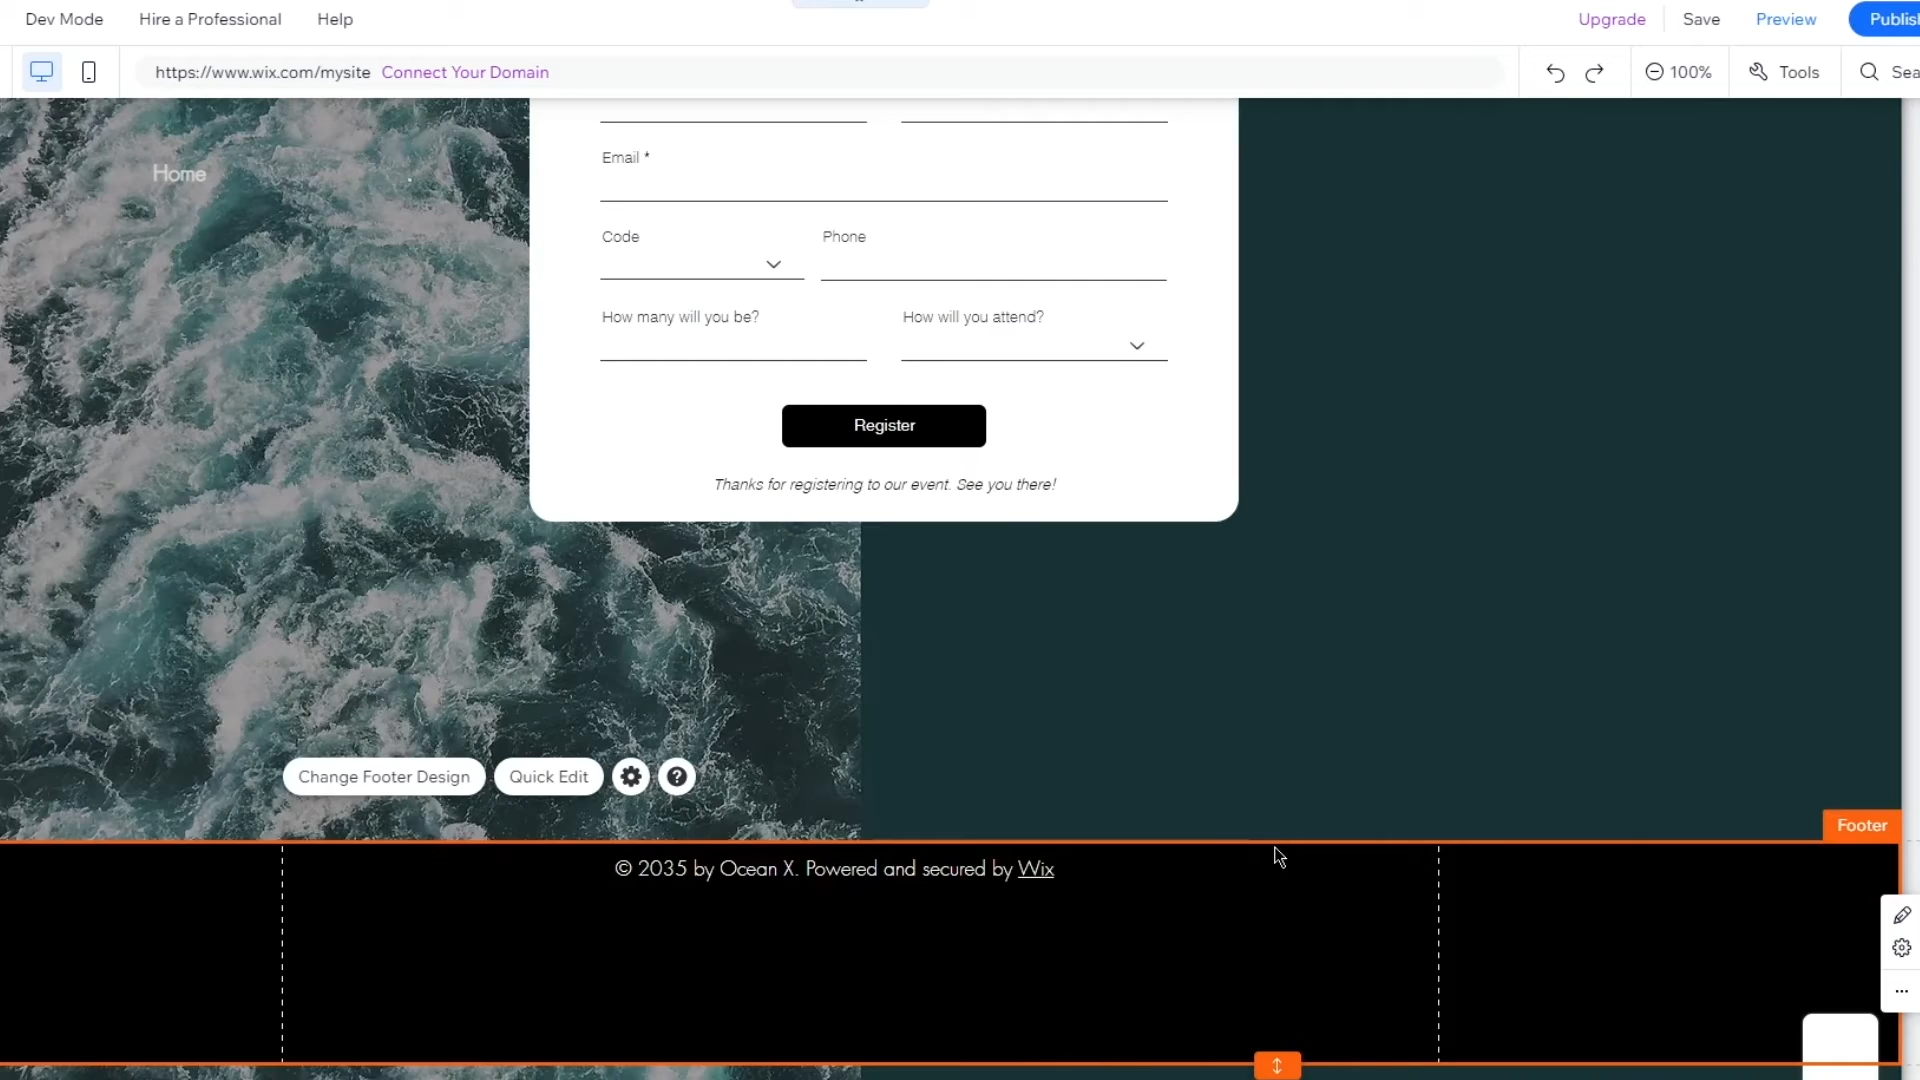 Dev Mode Hire a Professional Help Upgrade Save Preview
https://www.wix.com/mysite Connect Your Domain 100% Tools
Home
Email *
Code Phone
How many will you be? How will you attend?
Register
Thanks for registering to our event. See you there!
Change Footer Design Quick Edit
Footer
© 2035 by Ocean X. Powered and secured by Wix